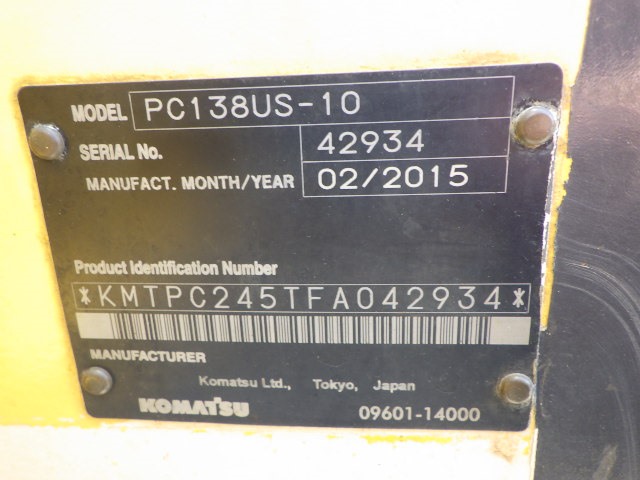 MODEL PC138US-10
SERIAL No. 42934
MANUFACT. MONTH/YEAR 02/2015
Product Identification Number
*KMTPC245TFA042934*
MANUFACTURER
Komatsu Ltd., Tokyo, Japan
KOMATSU 09601-14000